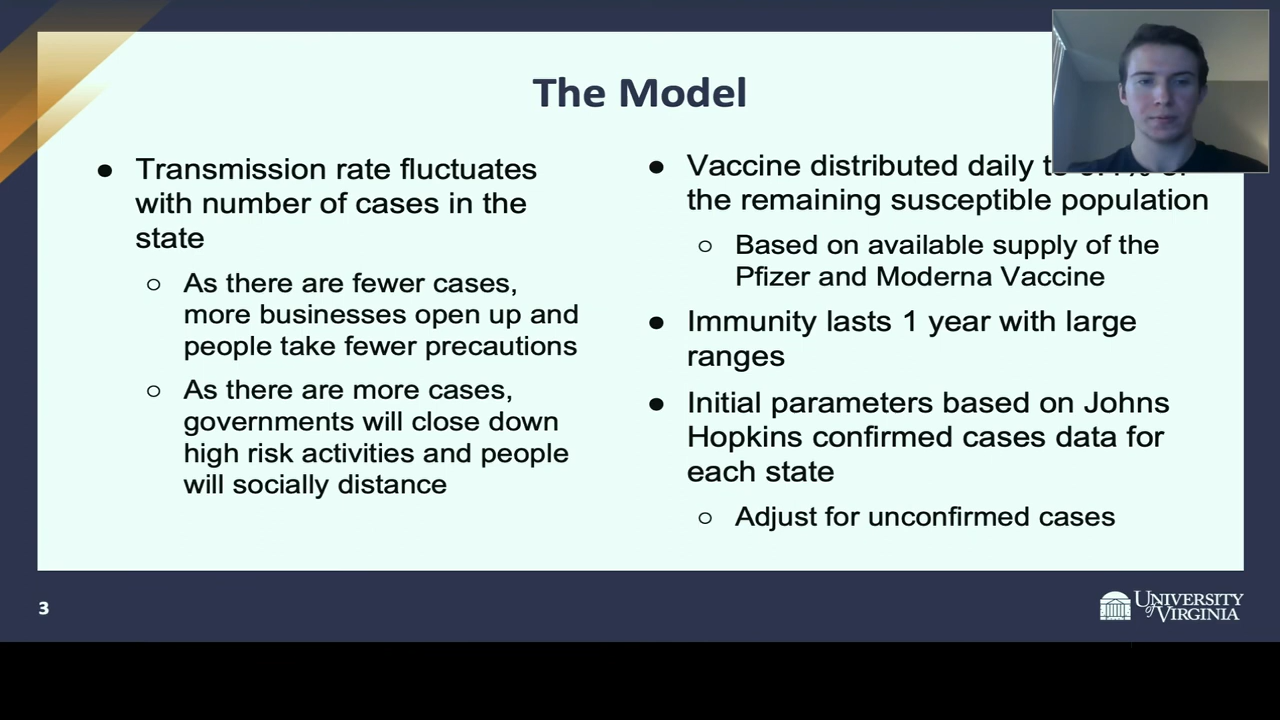 The Model
● Transmission rate fluctuates
with number of cases in the
state
○ As there are fewer cases,
more businesses open up and
people take fewer precautions
○ As there are more cases,
governments will close down
high risk activities and people
will socially distance
● Vaccine distributed daily to
the remaining susceptible population
○ Based on available supply of the
Pfizer and Moderna Vaccine
● Immunity lasts 1 year with large
ranges
● Initial parameters based on Johns
Hopkins confirmed cases data for
each state
○ Adjust for unconfirmed cases
3
UNIVERSITY
of VIRGINIA